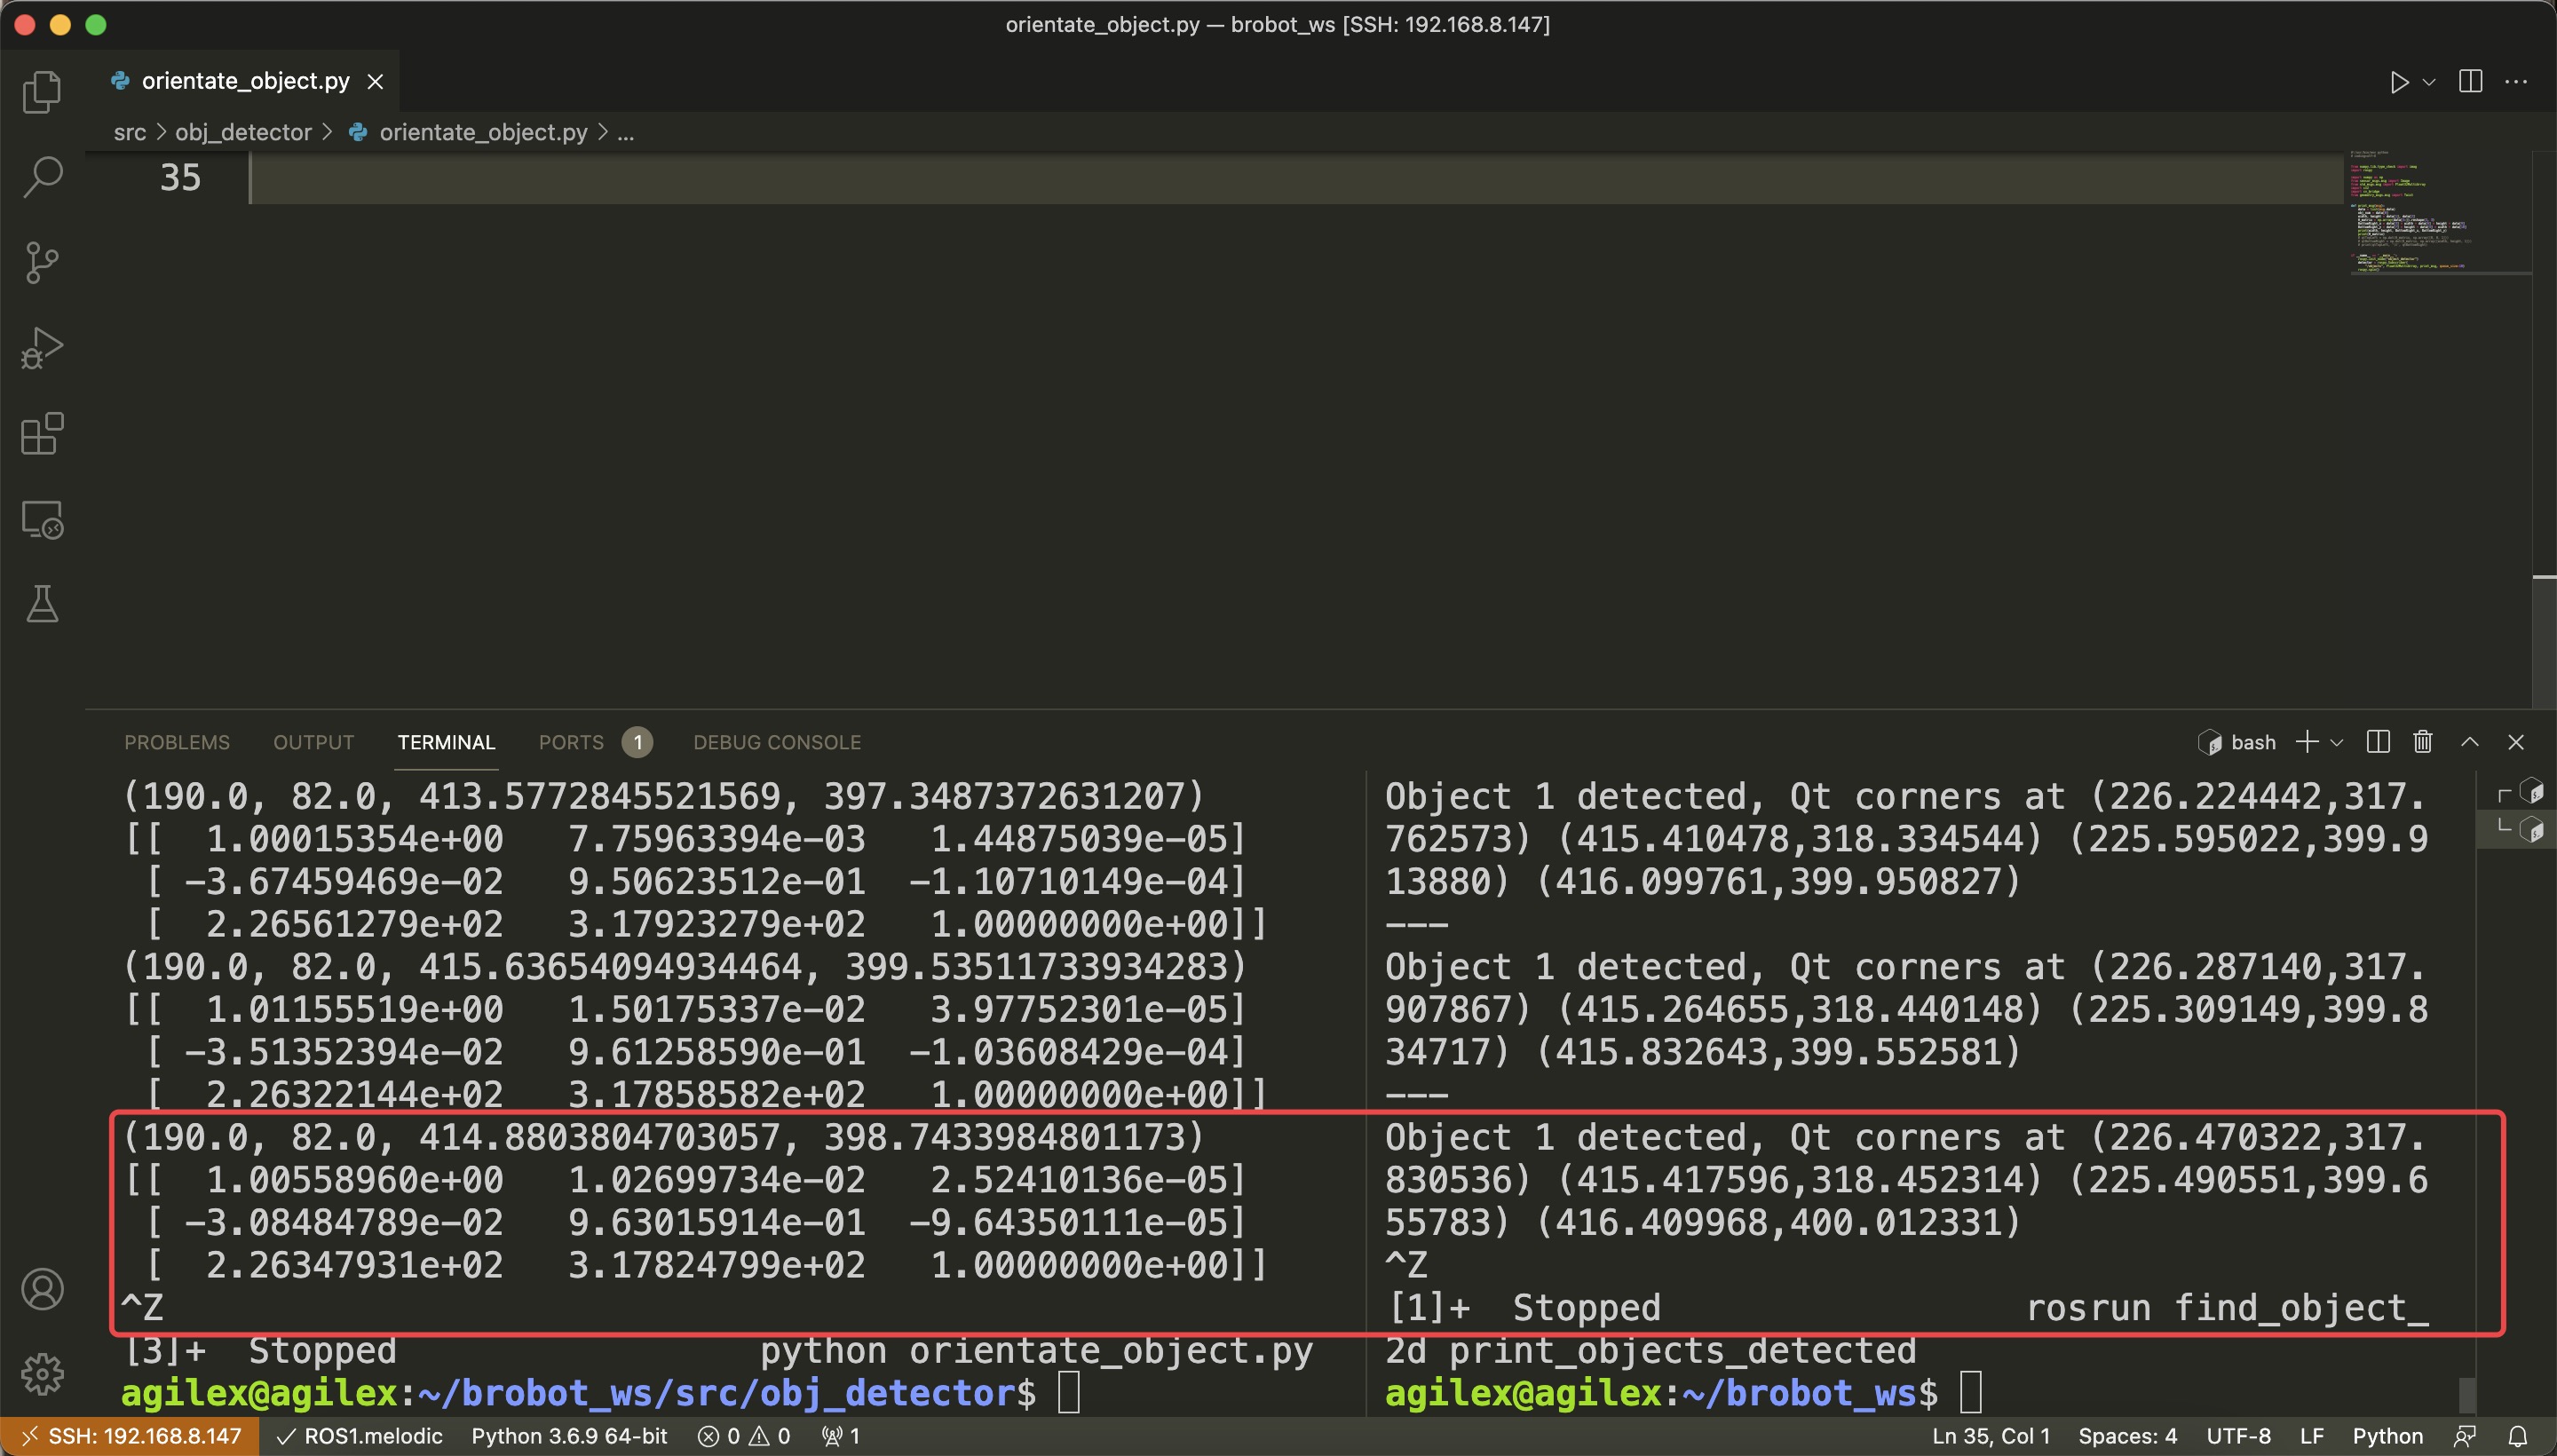 orientate_object.py — brobot_ws [SSH: 192.168.8.147]
orientate_object.py
src > obj_detector > orientate_object.py > ...
35
PROBLEMS OUTPUT TERMINAL PORTS 1 DEBUG CONSOLE bash
(190.0, 82.0, 413.5772845521569, 397.3487372631207)
[[ 1.00015354e+00 7.75963394e-03 1.44875039e-05]
[ -3.67459469e-02 9.50623512e-01 -1.10710149e-04]
[ 2.26561279e+02 3.17923279e+02 1.00000000e+00]]
(190.0, 82.0, 415.63654094934464, 399.53511733934283)
[[ 1.01155519e+00 1.50175337e-02 3.97752301e-05]
[ -3.51352394e-02 9.61258590e-01 -1.03608429e-04]
[ 2.26322144e+02 3.17858582e+02 1.00000000e+00]]
(190.0, 82.0, 414.8803804703057, 398.7433984801173)
[[ 1.00558960e+00 1.02699734e-02 2.52410136e-05]
[ -3.08484789e-02 9.63015914e-01 -9.64350111e-05]
[ 2.26347931e+02 3.17824799e+02 1.00000000e+00]]
^Z
[3]+ Stopped python orientate_object.py
agilex@agilex:~/brobot_ws/src/obj_detector$
Object 1 detected, Qt corners at (226.224442,317.
762573) (415.410478,318.334544) (225.595022,399.9
13880) (416.099761,399.950827)
---
Object 1 detected, Qt corners at (226.287140,317.
907867) (415.264655,318.440148) (225.309149,399.8
34717) (415.832643,399.552581)
---
Object 1 detected, Qt corners at (226.470322,317.
830536) (415.417596,318.452314) (225.490551,399.6
55783) (416.409968,400.012331)
^Z
[1]+ Stopped rosrun find_object_
2d print_objects_detected
agilex@agilex:~/brobot_ws$
SSH: 192.168.8.147 ROS1.melodic Python 3.6.9 64-bit 0 0 1 Ln 35, Col 1 Spaces: 4 UTF-8 LF Python